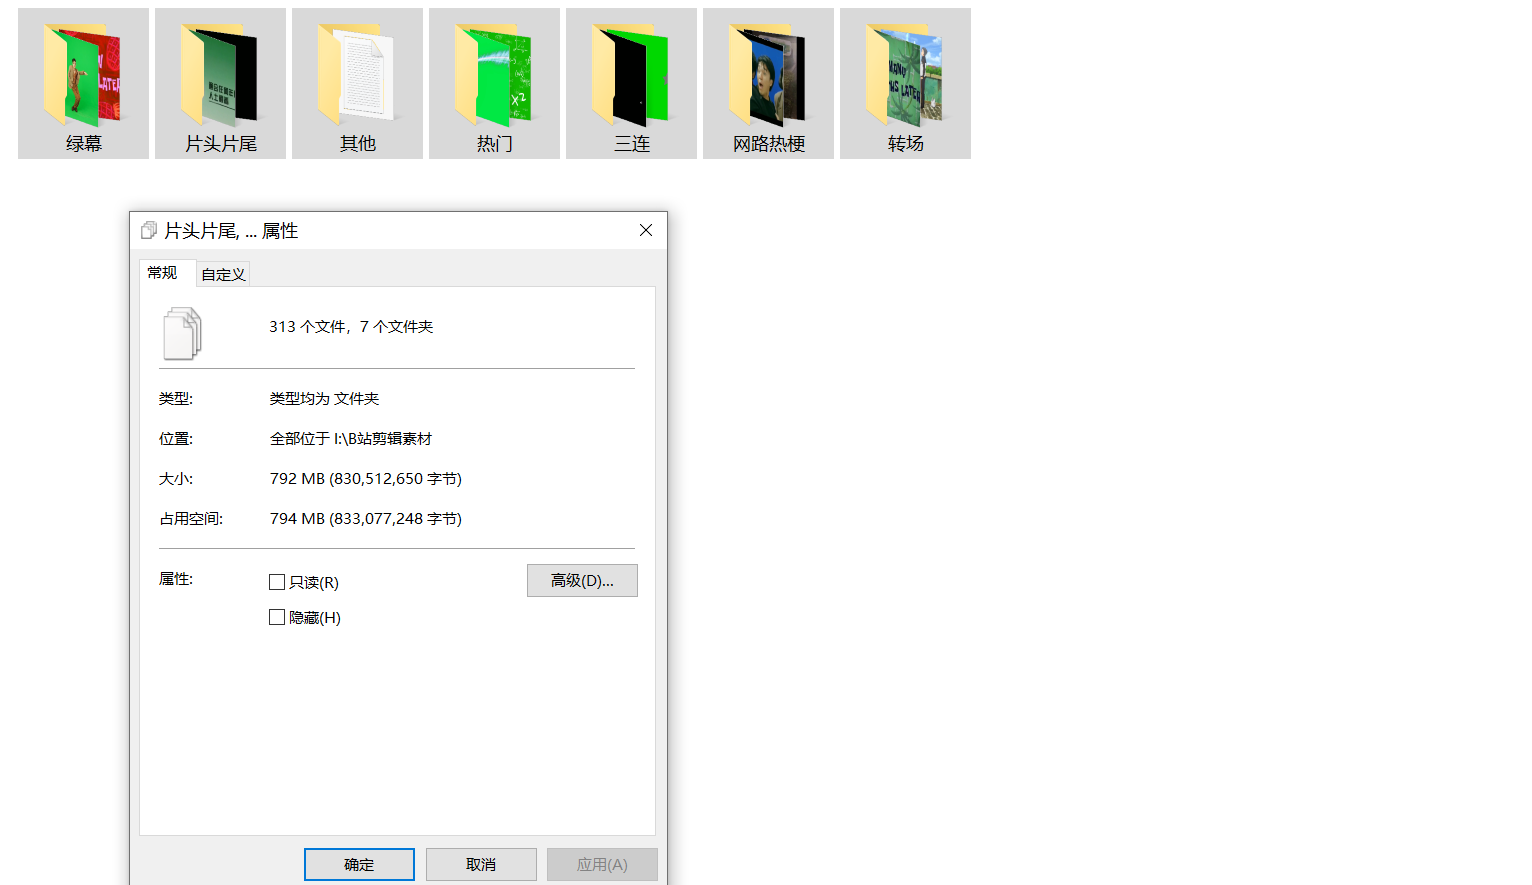 绿幕
片头片尾
其他
热门
三连
网路热梗
转场
片头片尾, ... 属性
常规
自定义
313 个文件，7 个文件夹
类型:
类型均为 文件夹
位置:
全部位于 I:\B站剪辑素材
大小:
792 MB (830,512,650 字节)
占用空间:
794 MB (833,077,248 字节)
属性:
只读(R)
高级(D)...
隐藏(H)
确定
取消
应用(A)